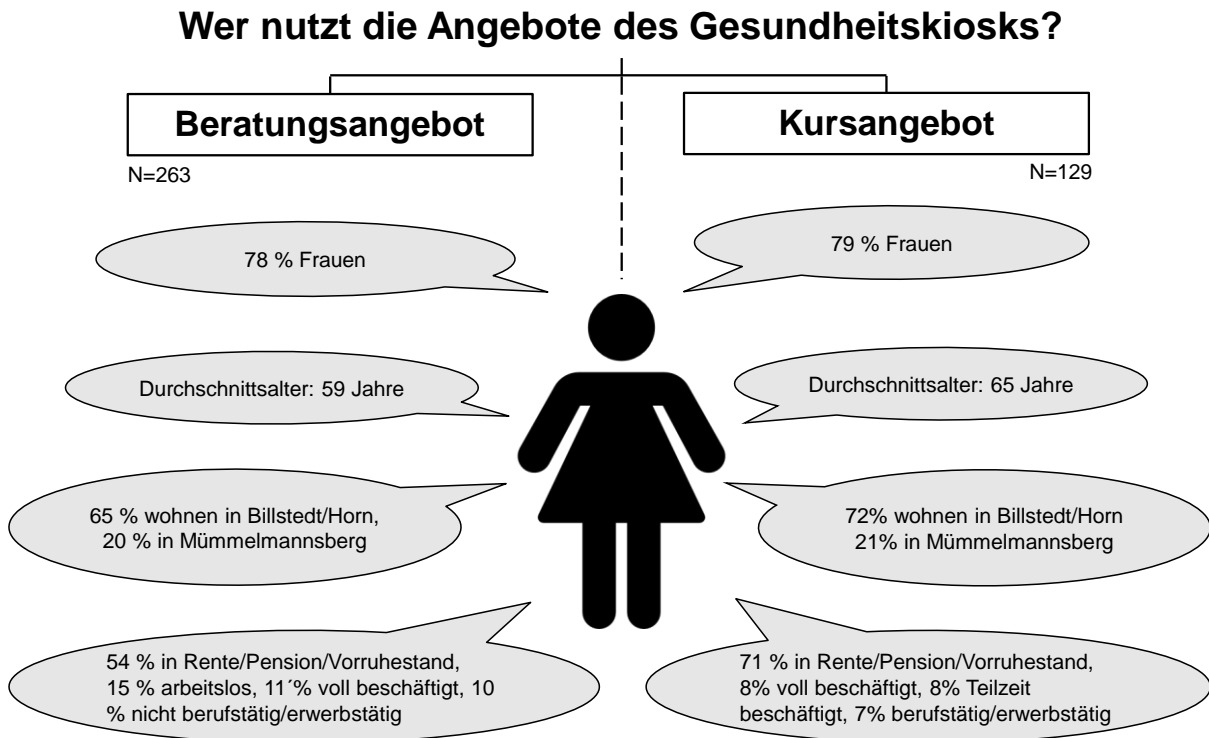 Wer nutzt die Angebote des Gesundheitskiosks?
Beratungsangebot
N=263
78 % Frauen
Durchschnittsalter: 59 Jahre
65 % wohnen in Billstedt/Horn,
20 % in Mümmelmannsberg
54 % in Rente/Pension/Vorruhestand,
15 % arbeitslos, 11´% voll beschäftigt, 10
% nicht berufstätig/erwerbstätig
Kursangebot
N=129
79 % Frauen
Durchschnittsalter: 65 Jahre
72% wohnen in Billstedt/Horn
21% in Mümmelmannsberg
71 % in Rente/Pension/Vorruhestand,
8% voll beschäftigt, 8% Teilzeit
beschäftigt, 7% berufstätig/erwerbstätig